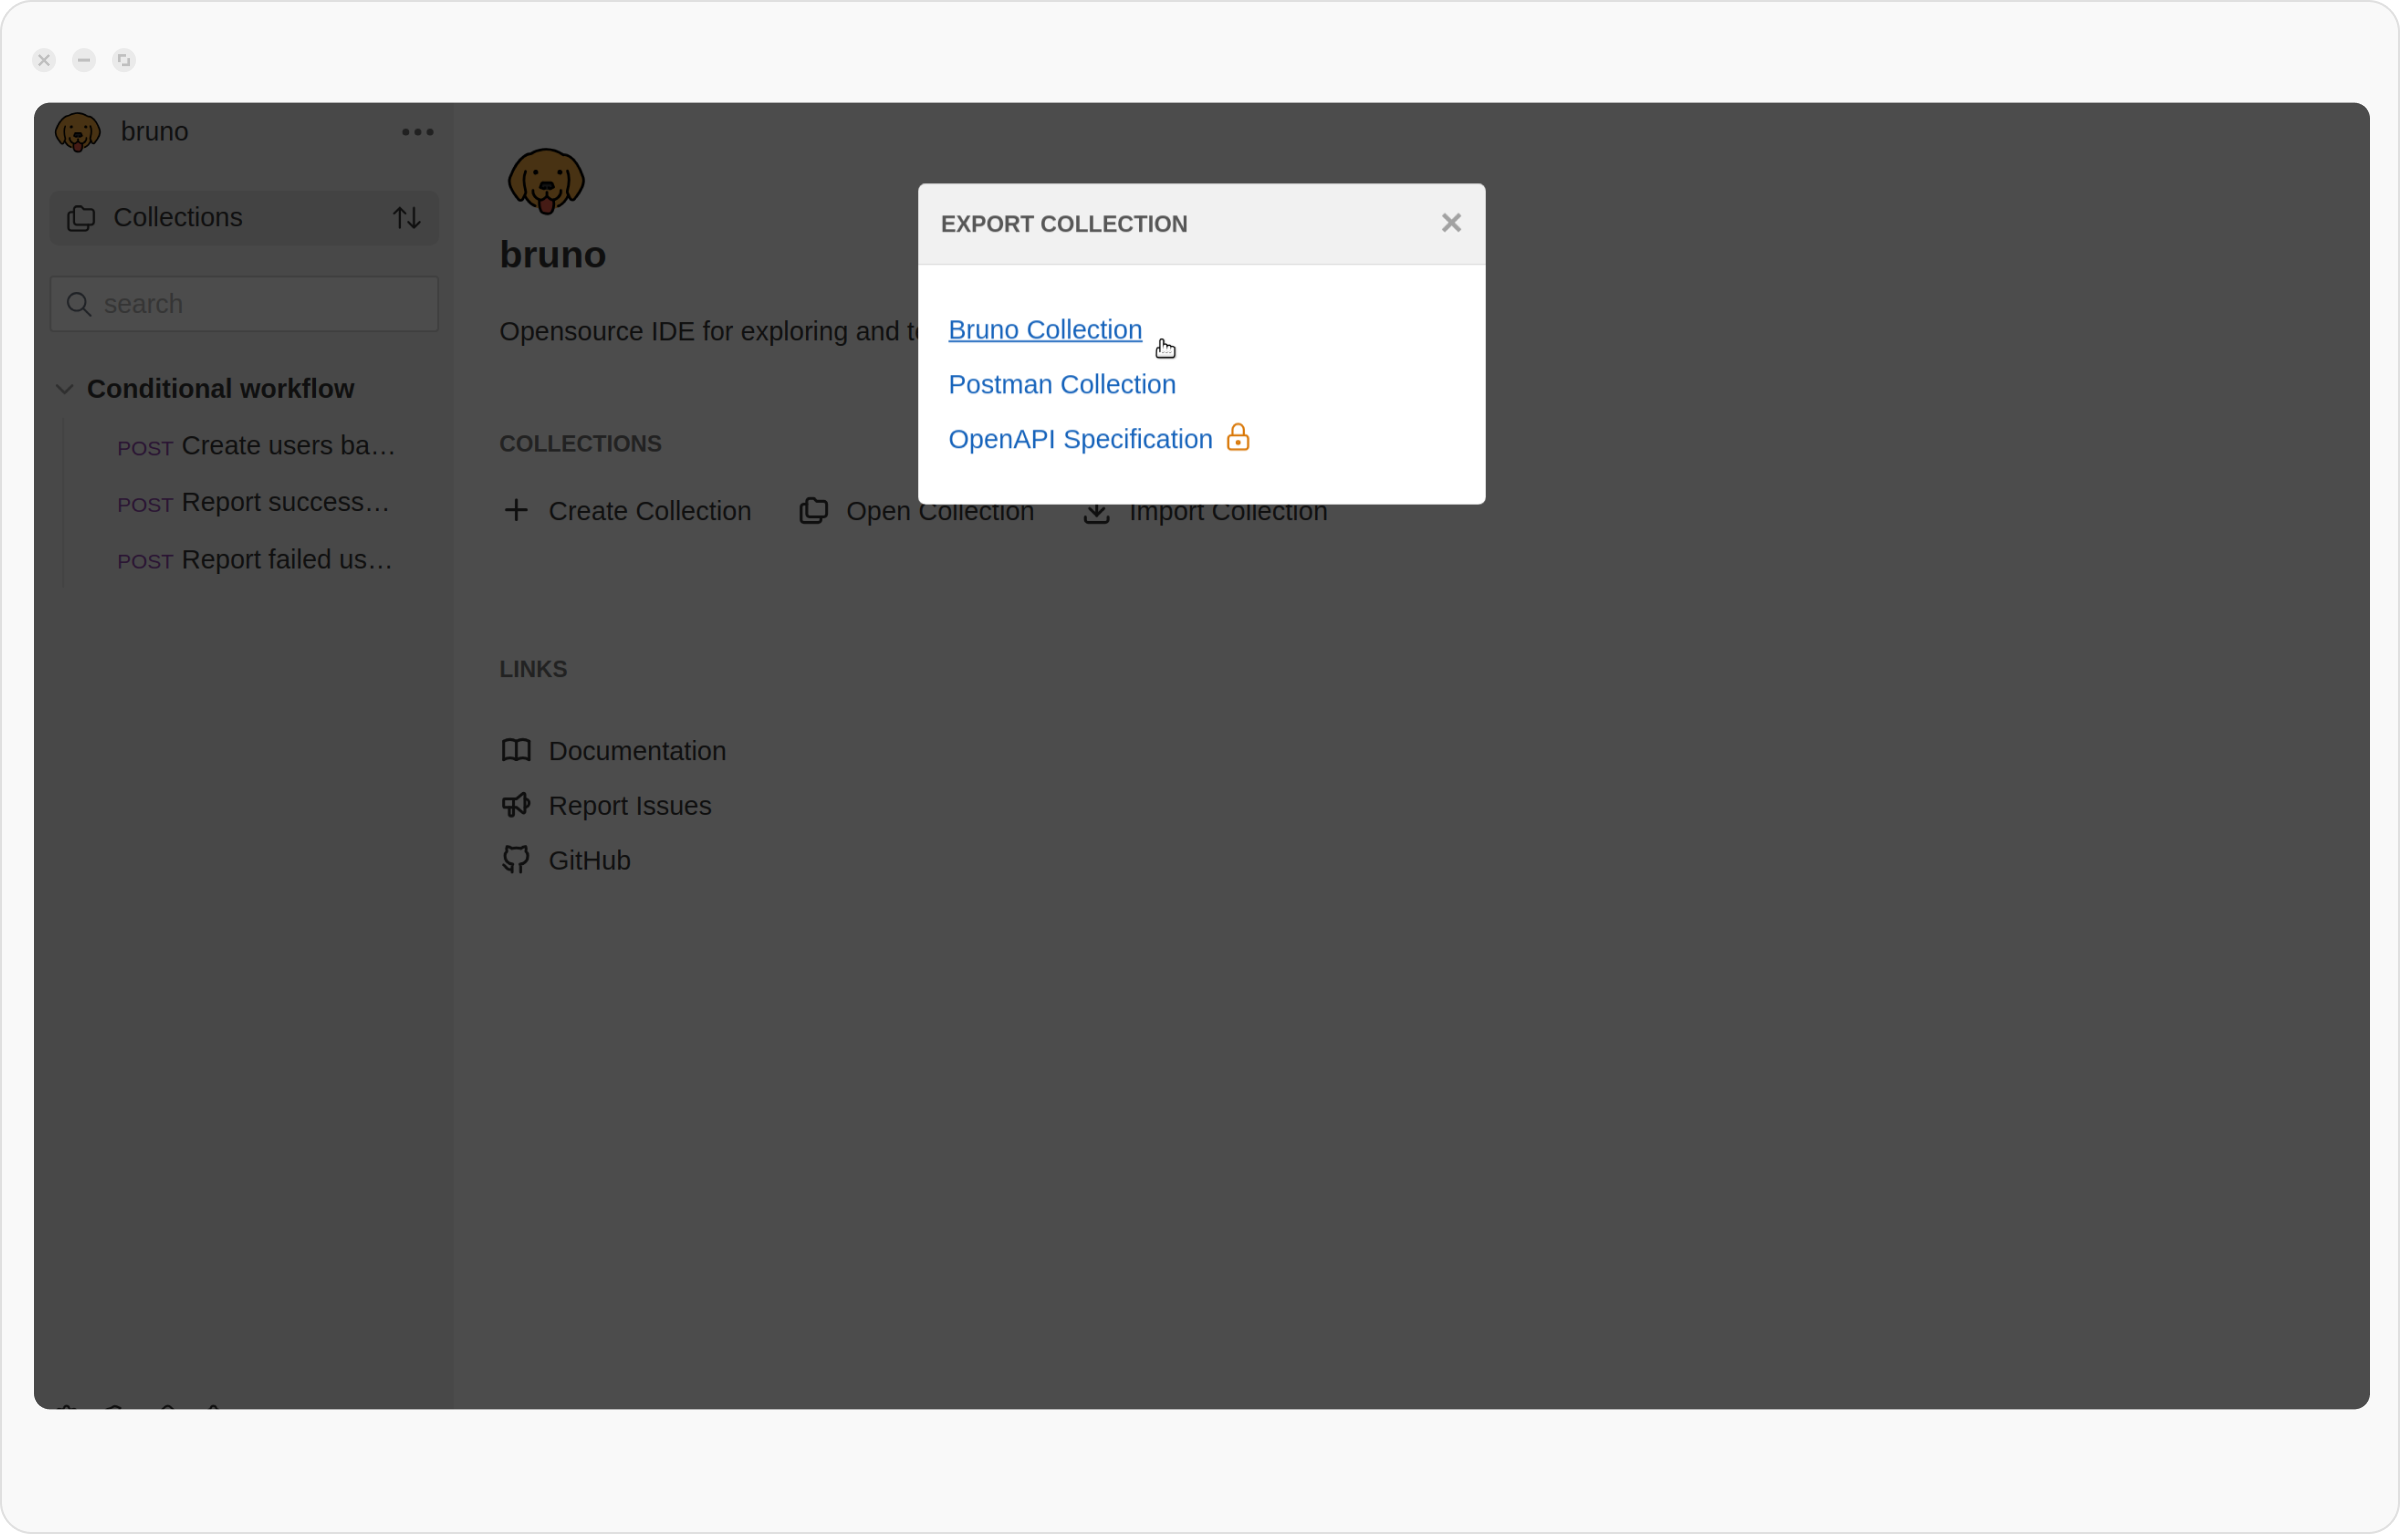 bruno
Collections
search
Conditional workflow
POST Create users ba…
POST Report success…
POST Report failed us…
bruno
Opensource IDE for exploring and
COLLECTIONS
Create Collection
Open Collection
Import Collection
LINKS
Documentation
Report Issues
GitHub
EXPORT COLLECTION
Bruno Collection
Postman Collection
OpenAPI Specification